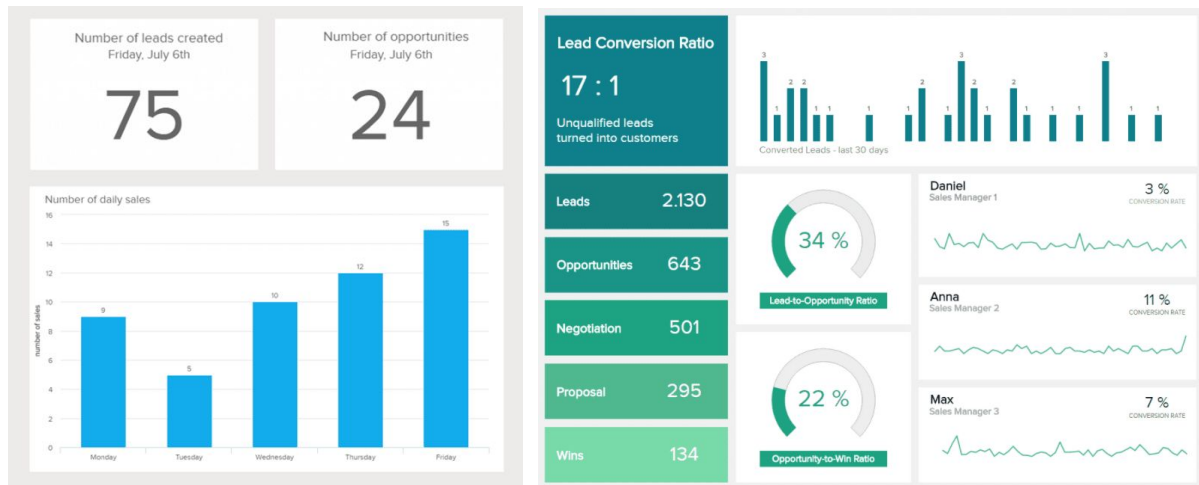 Number of leads created
Friday, July 6th
75
Number of opportunities
Friday, July 6th
24
Number of daily sales
number of sales
16
14
12
10
8
6
4
2
0
9
5
10
12
15
Monday
Tuesday
Wednesday
Thursday
Friday
Lead Conversion Ratio
17 : 1
Unqualified leads
turned into customers
3
1
2
2
1
1
1
1
2
1
3
2
1
2
1
1
1
3
1
1
Converted Leads - last 30 days
Leads 2.130
Opportunities 643
Negotiation 501
Proposal 295
Wins 134
34 %
Lead-to-Opportunity Ratio
22 %
Opportunity-to-Win Ratio
Daniel
Sales Manager 1
3 %
CONVERSION RATE
Anna
Sales Manager 2
11 %
CONVERSION RATE
Max
Sales Manager 3
7 %
CONVERSION RATE